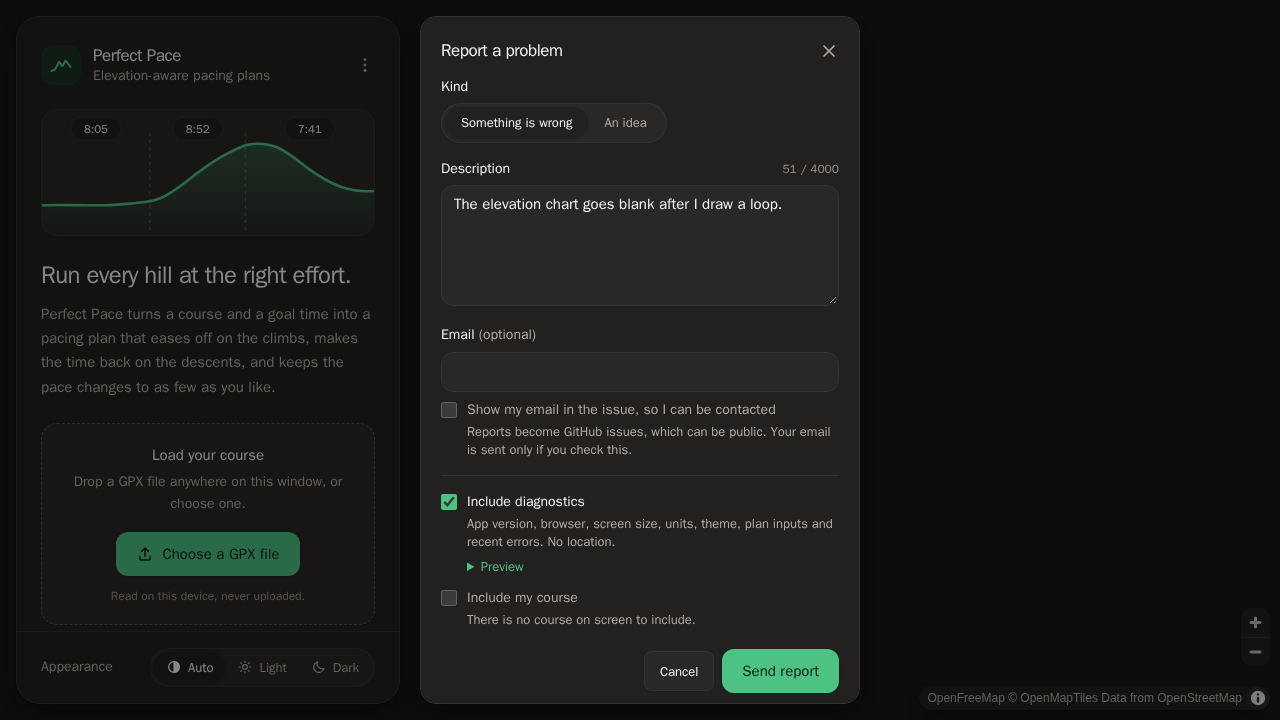 Perfect Pace
Elevation-aware pacing plans
8:05
8:52
7:41
Run every hill at the right effort.
Perfect Pace turns a course and a goal time into a
pacing plan that eases off on the climbs, makes
the time back on the descents, and keeps the
pace changes to as few as you like.
Load your course
Drop a GPX file anywhere on this window, or
choose one.
Choose a GPX file
Read on this device, never uploaded.
Appearance
Auto
Light
Dark
Report a problem
Kind
Something is wrong
An idea
Description
51 / 4000
The elevation chart goes blank after I draw a loop.
Email (optional)
Show my email in the issue, so I can be contacted
Reports become GitHub issues, which can be public. Your email
is sent only if you check this.
Include diagnostics
App version, browser, screen size, units, theme, plan inputs and
recent errors. No location.
Preview
Include my course
There is no course on screen to include.
Cancel
Send report
OpenFreeMap © OpenMapTiles Data from OpenStreetMap